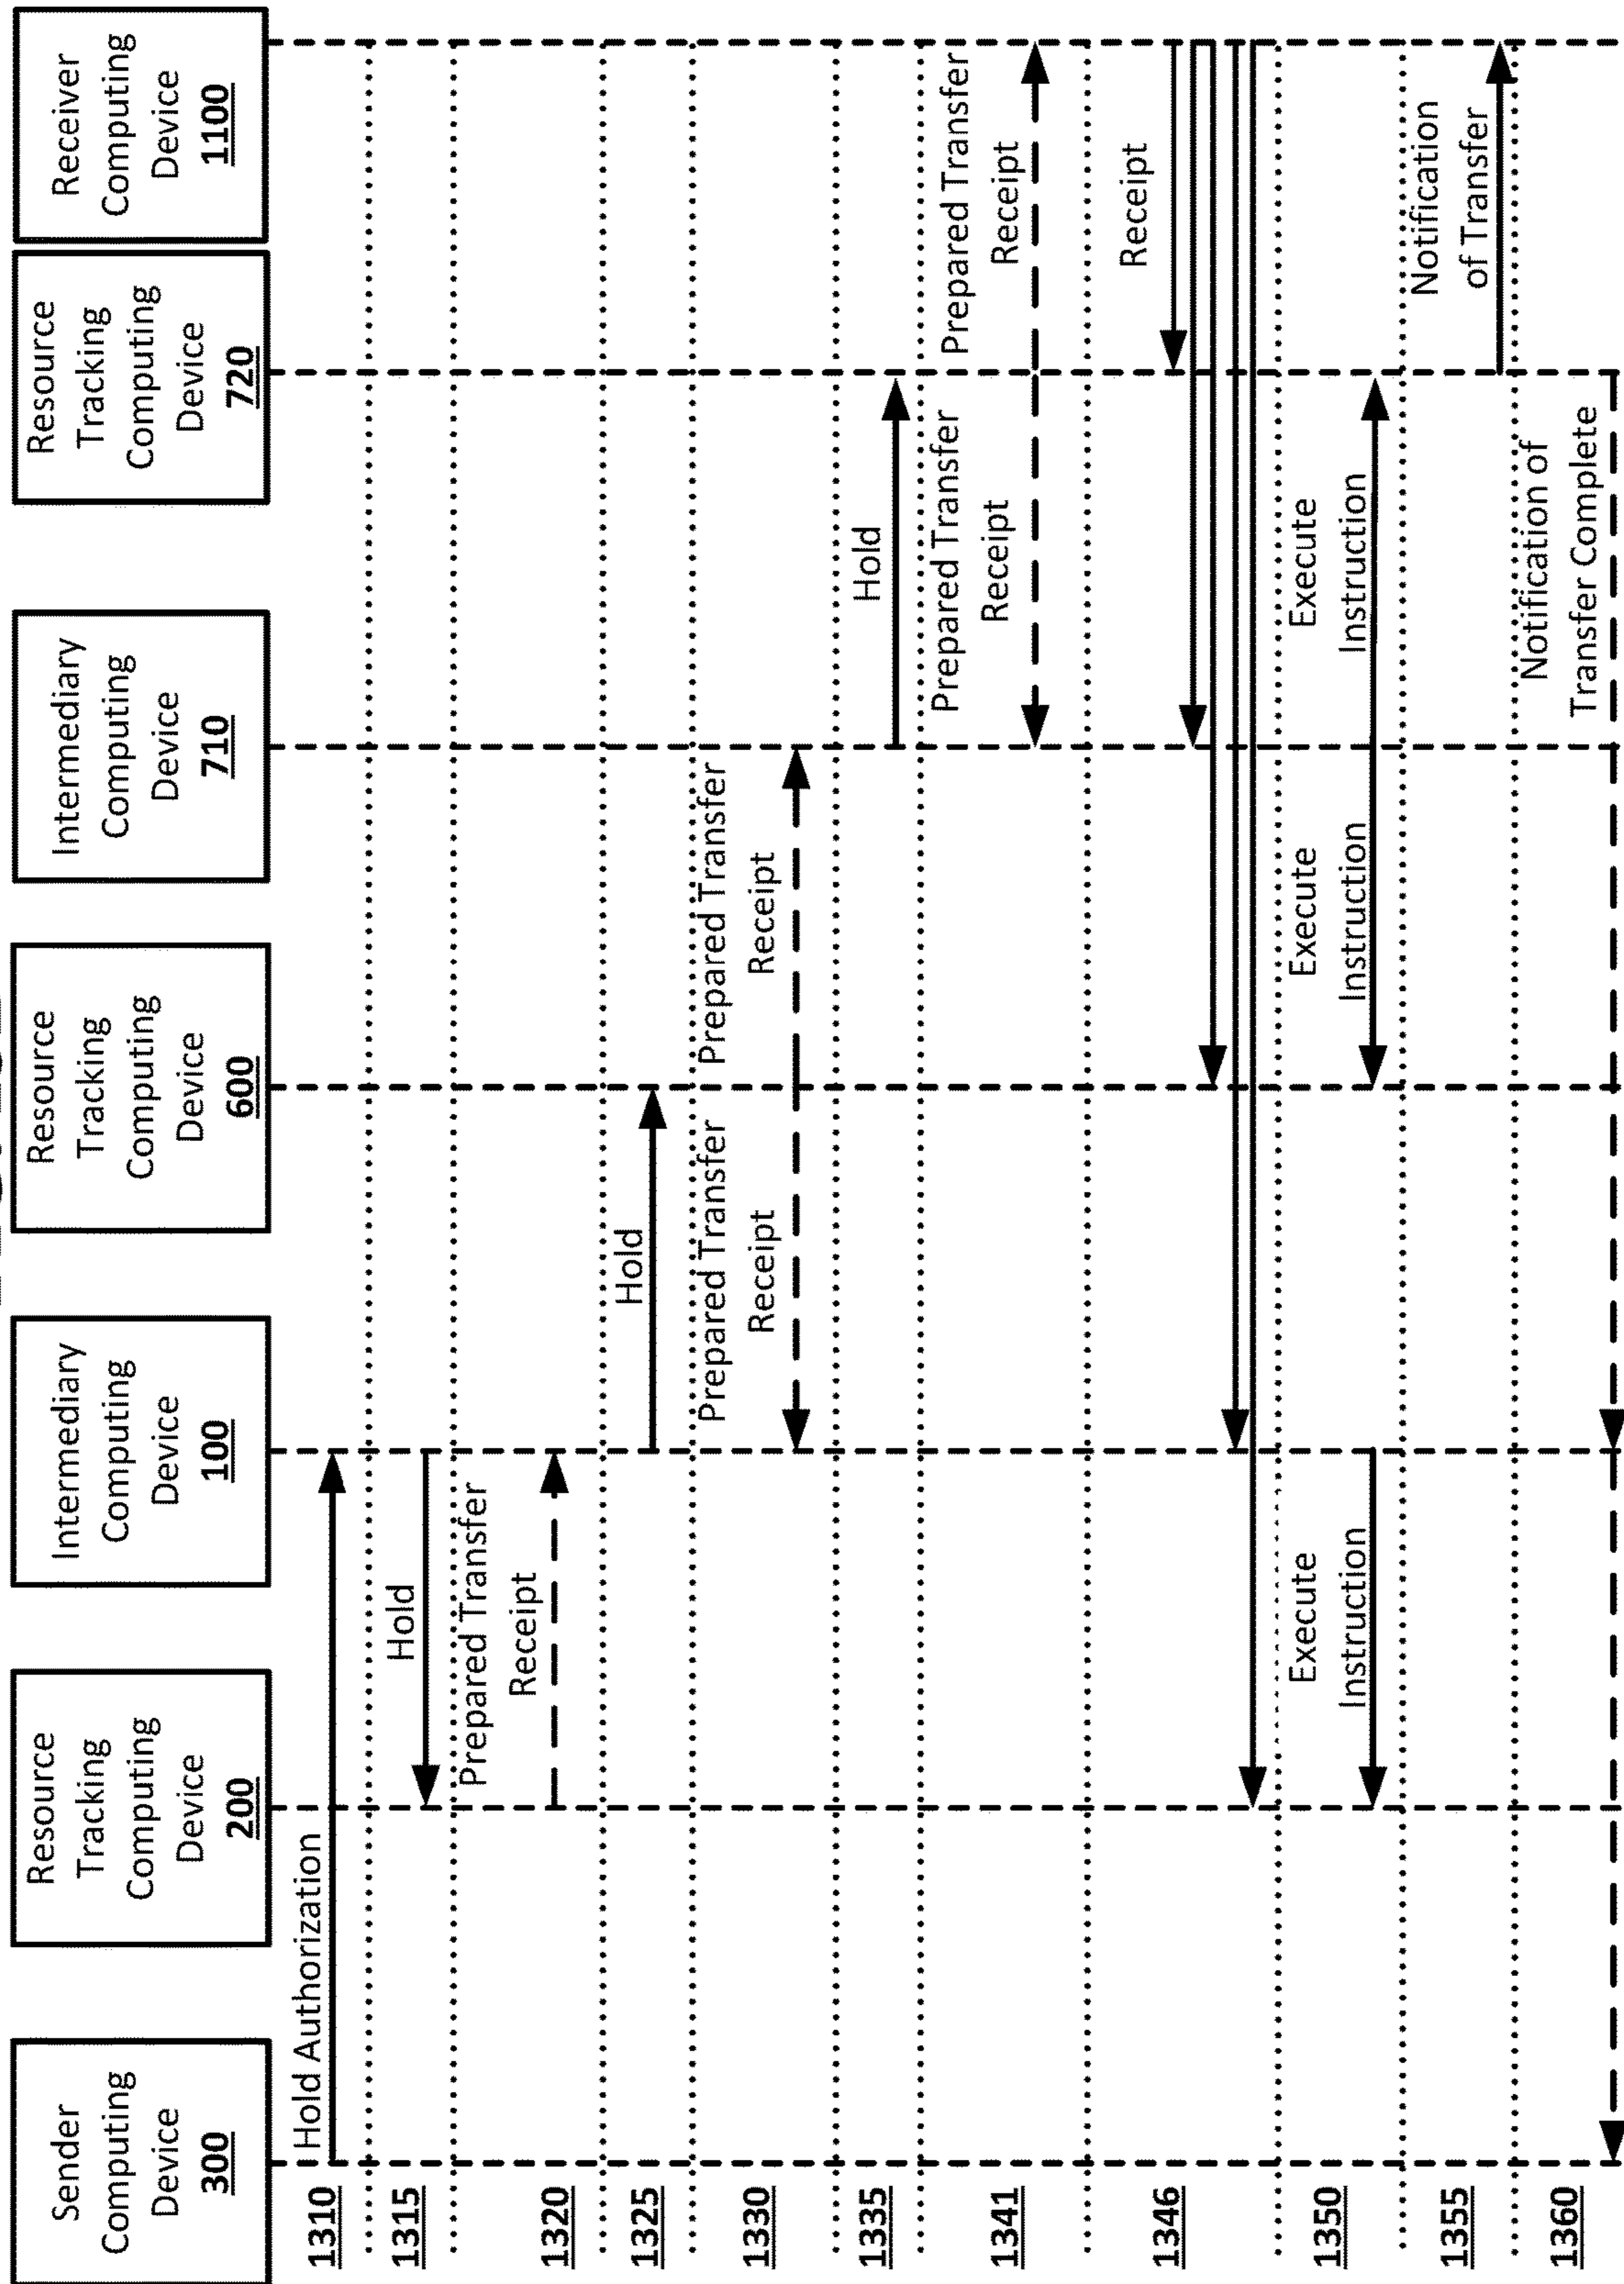 Sender
Computing
Device
300
Resource
Tracking
Computing
Device
200
Intermediary
Computing
Device
100
Resource
Tracking
Computing
Device
600
Intermediary
Computing
Device
710
Resource
Tracking
Computing
Device
720
Receiver
Computing
Device
1100
1310
Hold Authorization
1315
Hold
1320
Prepared Transfer
Receipt
1325
Hold
1330
Prepared Transfer
Receipt
Prepared Transfer
Receipt
1335
Hold
1341
Prepared Transfer
Receipt
Prepared Transfer
Receipt
1346
Receipt
1350
Execute
Instruction
Execute
Instruction
Execute
Instruction
1355
Notification
of Transfer
1360
Notification of
Transfer Complete